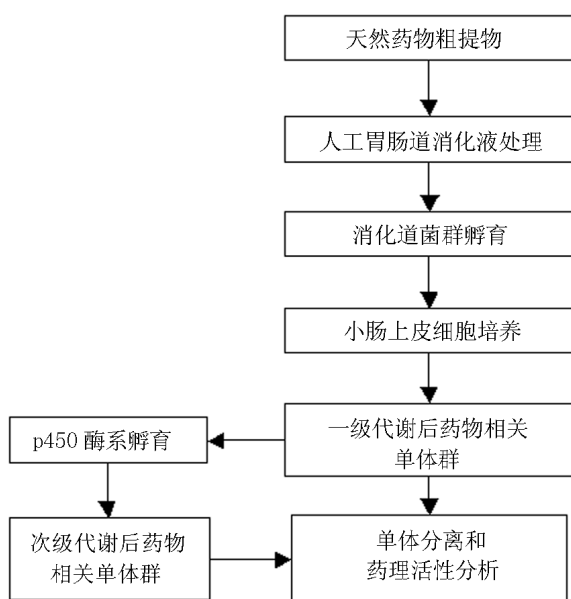 天然药物粗提物
人工胃肠道消化液处理
消化道菌群孵育
小肠上皮细胞培养
一级代谢后药物相关
单体群
p450 酶系孵育
次级代谢后药物
相关单体群
单体分离和
药理活性分析